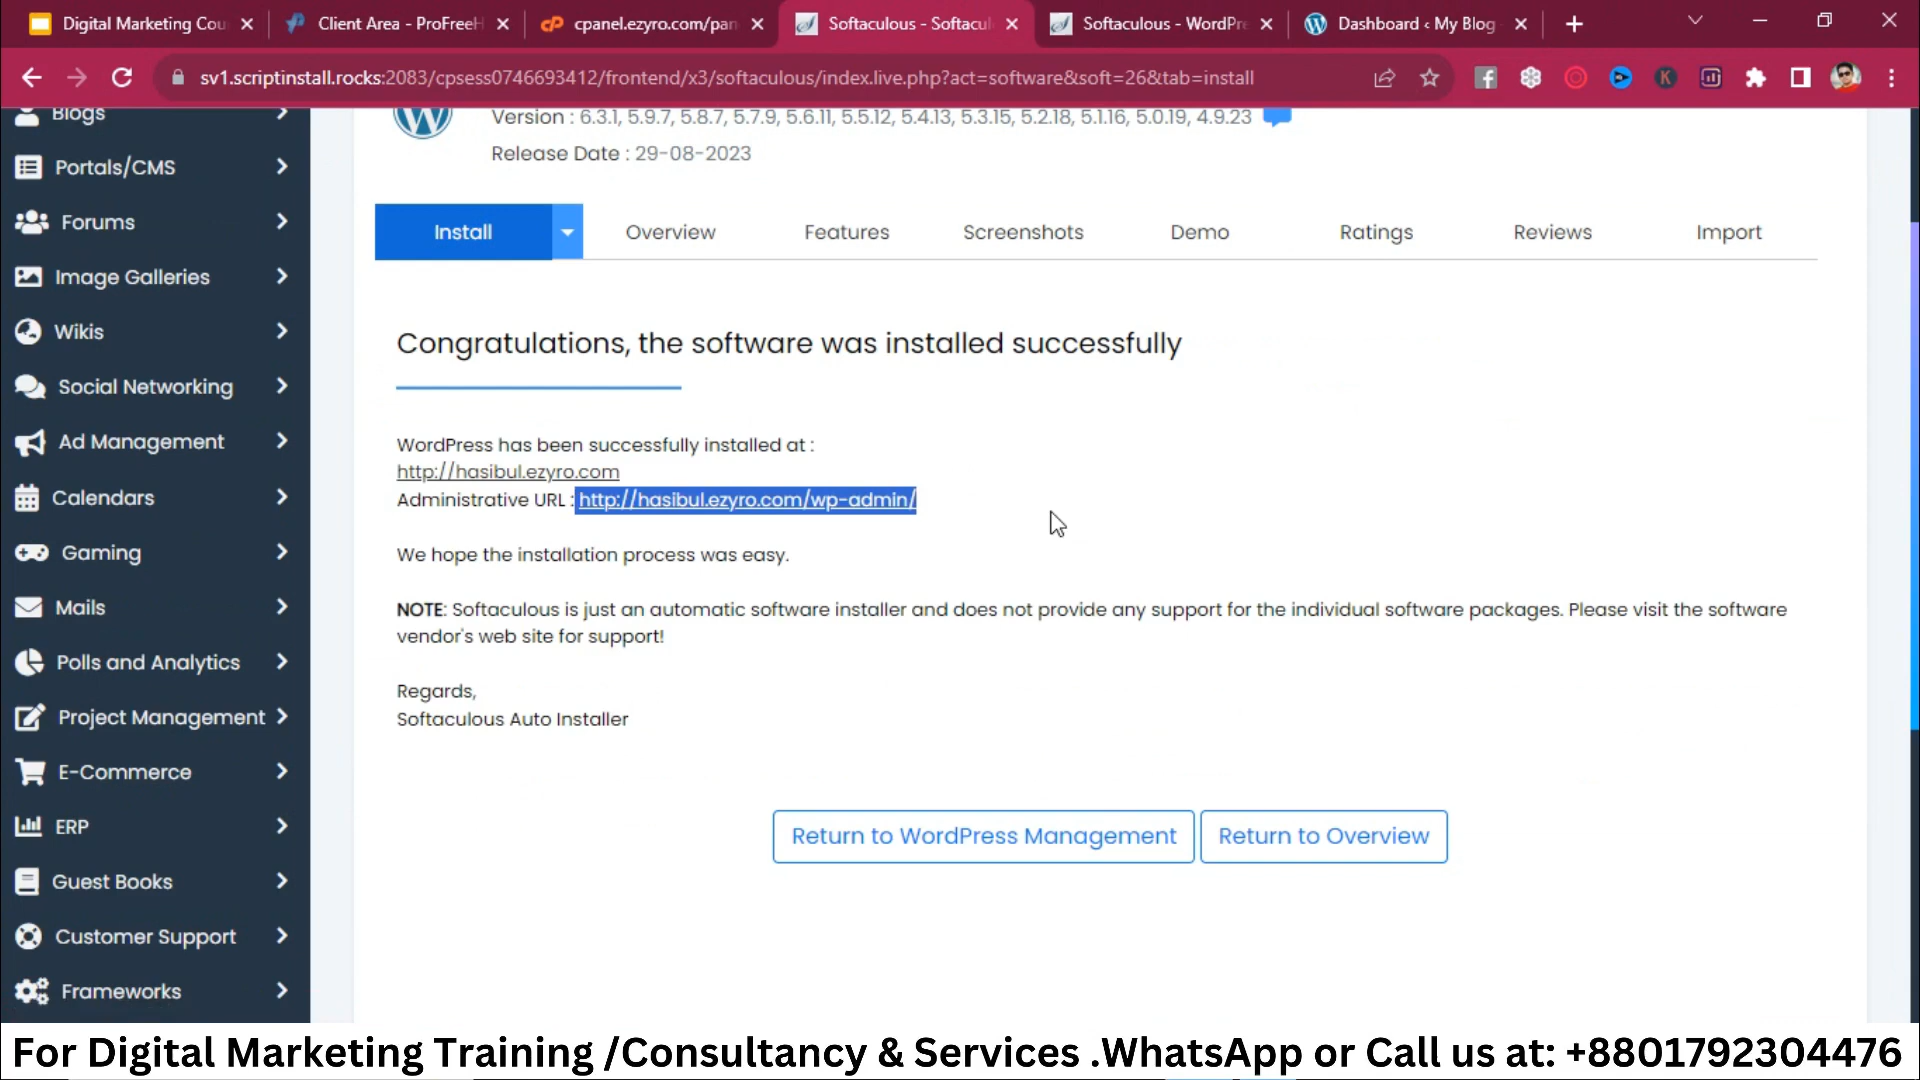 Digital Marketing Cou
Client Area - ProFreeH
cpanel.ezyro.com/pan
Softaculous - Softacul
Softaculous - WordPre
Dashboard ‹ My Blog
sv1.scriptinstall.rocks:2083/cpsess0746693412/frontend/x3/softaculous/index.live.php?act=software&soft=26&tab=install
Blogs
Portals/CMS
Forums
Image Galleries
Wikis
Social Networking
Ad Management
Calendars
Gaming
Mails
Polls and Analytics
Project Management
E-Commerce
ERP
Guest Books
Customer Support
Frameworks
Version : 6.3.1, 5.9.7, 5.8.7, 5.7.9, 5.6.11, 5.5.12, 5.4.13, 5.3.15, 5.2.18, 5.1.16, 5.0.19, 4.9.23
Release Date : 29-08-2023
Install
Overview
Features
Screenshots
Demo
Ratings
Reviews
Import
Congratulations, the software was installed successfully
WordPress has been successfully installed at :
http://hasibul.ezyro.com
Administrative URL : http://hasibul.ezyro.com/wp-admin/
We hope the installation process was easy.
NOTE: Softaculous is just an automatic software installer and does not provide any support for the individual software packages. Please visit the software
vendor's web site for support!
Regards,
Softaculous Auto Installer
Return to WordPress Management
Return to Overview
For Digital Marketing Training /Consultancy & Services .WhatsApp or Call us at: +8801792304476